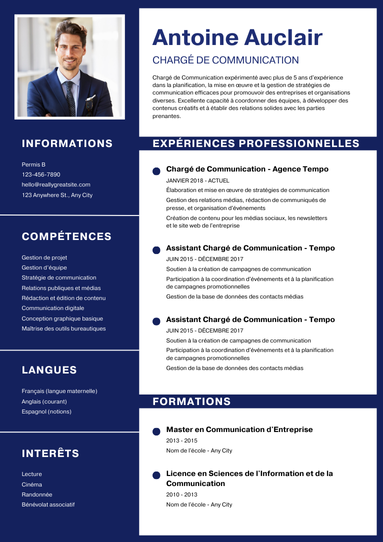 Antoine Auclair
CHARGÉ DE COMMUNICATION
Chargé de Communication expérimenté avec plus de 5 ans d'expérience
dans la planification, la mise en œuvre et la gestion de stratégies de
communication efficaces pour promouvoir des entreprises et organisations
diverses. Excellente capacité à coordonner des équipes, à développer des
contenus créatifs et à établir des relations solides avec les parties
prenantes.
INFORMATIONS
Permis B
123-456-7890
hello@reallygreatsite.com
123 Anywhere St., Any City
COMPÉTENCES
Gestion de projet
Gestion d'équipe
Stratégie de communication
Relations publiques et médias
Rédaction et édition de contenu
Communication digitale
Conception graphique basique
Maîtrise des outils bureautiques
LANGUES
Français (langue maternelle)
Anglais (courant)
Espagnol (notions)
INTERÊTS
Lecture
Cinéma
Randonnée
Bénévolat associatif
EXPÉRIENCES PROFESSIONNELLES
Chargé de Communication - Agence Tempo
JANVIER 2018 - ACTUEL
Élaboration et mise en œuvre de stratégies de communication
Gestion des relations médias, rédaction de communiqués de
presse, et organisation d'événements
Création de contenu pour les médias sociaux, les newsletters
et le site web de l'entreprise
Assistant Chargé de Communication - Tempo
JUIN 2015 - DÉCEMBRE 2017
Soutien à la création de campagnes de communication
Participation à la coordination d'événements et à la planification
de campagnes promotionnelles
Gestion de la base de données des contacts médias
Assistant Chargé de Communication - Tempo
JUIN 2015 - DÉCEMBRE 2017
Soutien à la création de campagnes de communication
Participation à la coordination d'événements et à la planification
de campagnes promotionnelles
Gestion de la base de données des contacts médias
FORMATIONS
Master en Communication d'Entreprise
2013 - 2015
Nom de l'école - Any City
Licence en Sciences de l'Information et de la
Communication
2010 - 2013
Nom de l'école - Any City